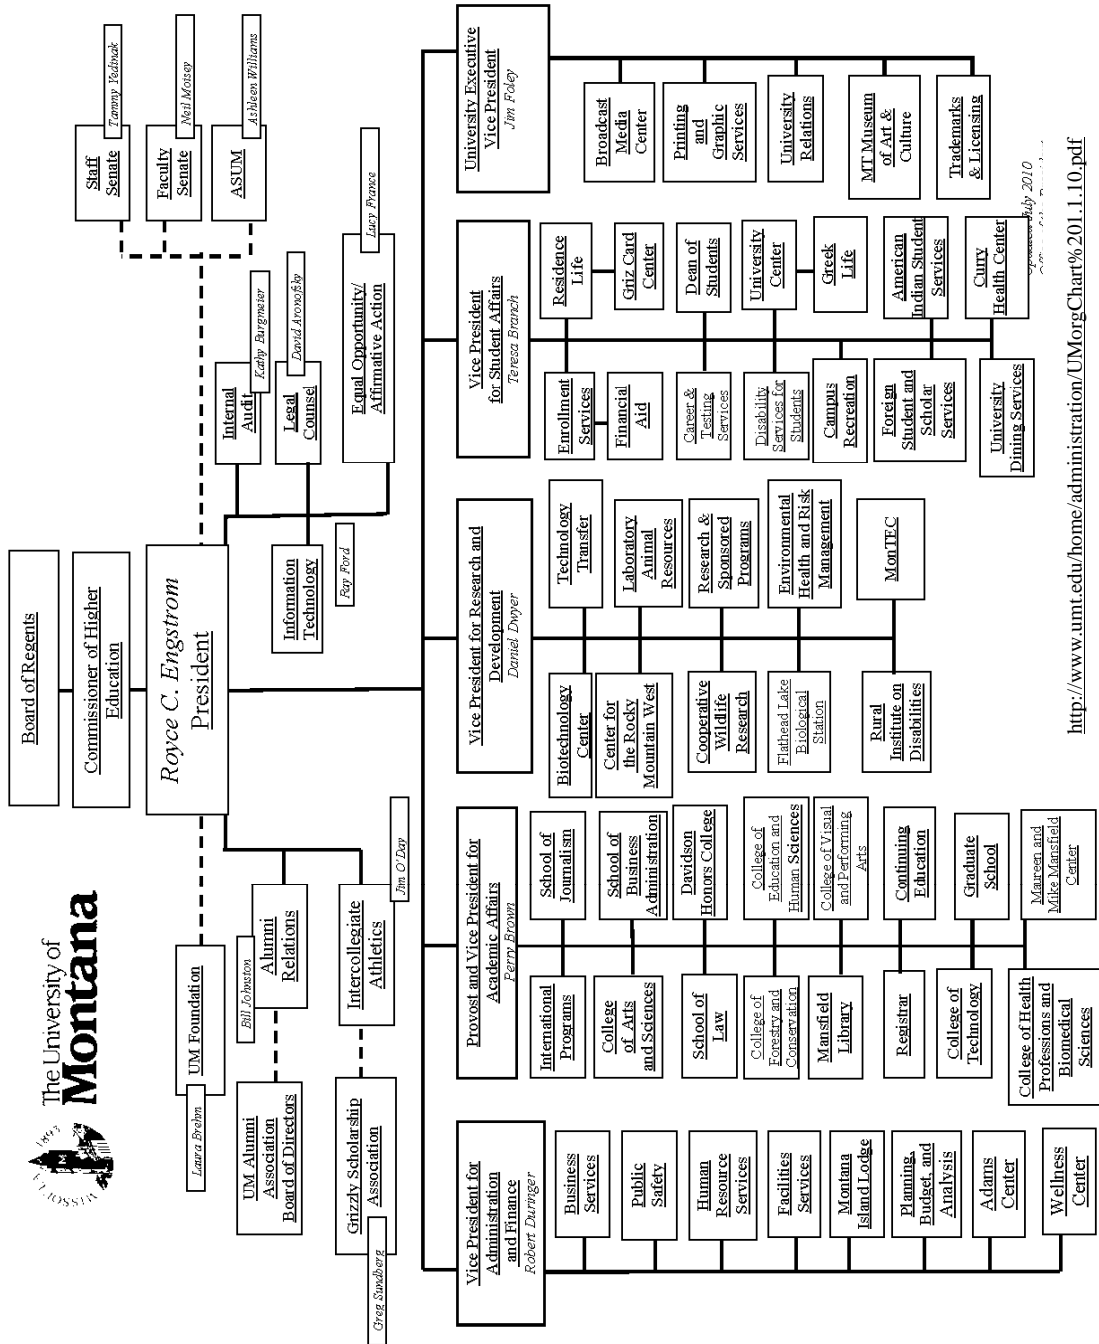 MISSOULA
1893
The University of
Montana
Board of Regents
Commissioner of Higher
Education
Royce C. Engstrom
President
Staff
Senate
Tammy Yedinak
Faculty
Senate
Neil Moisey
ASUM
Ashleen Williams
UM Foundation
Laura Brehm
Internal
Audit
Kathy Burgmeier
Legal
Counsel
David Aronofsky
Equal Opportunity/
Affirmative Action
Lucy France
Information
Technology
Ray Ford
Bill Johnston
Alumni
Relations
UM Alumni
Association
Board of Directors
Intercollegiate
Athletics
Jim O'Day
Grizzly Scholarship
Association
Greg Sundberg
Vice President for
Administration
and Finance
Robert Duringer
Business
Services
Public
Safety
Human
Resource Services
Facilities
Services
Montana
Island Lodge
Planning,
Budget, and
Analysis
Adams
Center
Wellness
Center
Provost and Vice President for
Academic Affairs
Perry Brown
International
Programs
School of
Journalism
College
of Arts
and Sciences
School of
Business
Administration
School of
Law
Davidson
Honors College
College of
Forestry and
Conservation
College of
Education and
Human Sciences
Mansfield
Library
College of Visual
and Performing
Arts
Registrar
Continuing
Education
College of
Technology
Graduate
School
College of Health
Professions and
Biomedical
Sciences
Maureen and
Mike Mansfield
Center
Vice President for Research and
Development
Daniel Dwyer
Biotechnology
Center
Technology
Transfer
Center for
the Rocky
Mountain West
Laboratory
Animal
Resources
Cooperative
Wildlife
Research
Research &
Sponsored
Programs
Flathead Lake
Biological
Station
Environmental
Health and Risk
Management
Rural
Institute on
Disabilities
MonTEC
Vice President
for Student Affairs
Teresa Branch
Enrollment
Services
Residence
Life
Financial
Aid
Griz Card
Center
Career &
Testing
Services
Dean of
Students
Disability
Services for
Students
University
Center
Campus
Recreation
Greek
Life
Foreign
Student and
Scholar
Services
American
Indian Student
Services
University
Dining Services
Curry
Health Center
University Executive
Vice President
Jim Foley
Broadcast
Media
Center
Printing
and
Graphic
Services
University
Relations
MT Museum
of Art &
Culture
Trademarks
& Licensing
July 2010
http://www.umt.edu/home/administration/UMorgChart%201.1.10.pdf